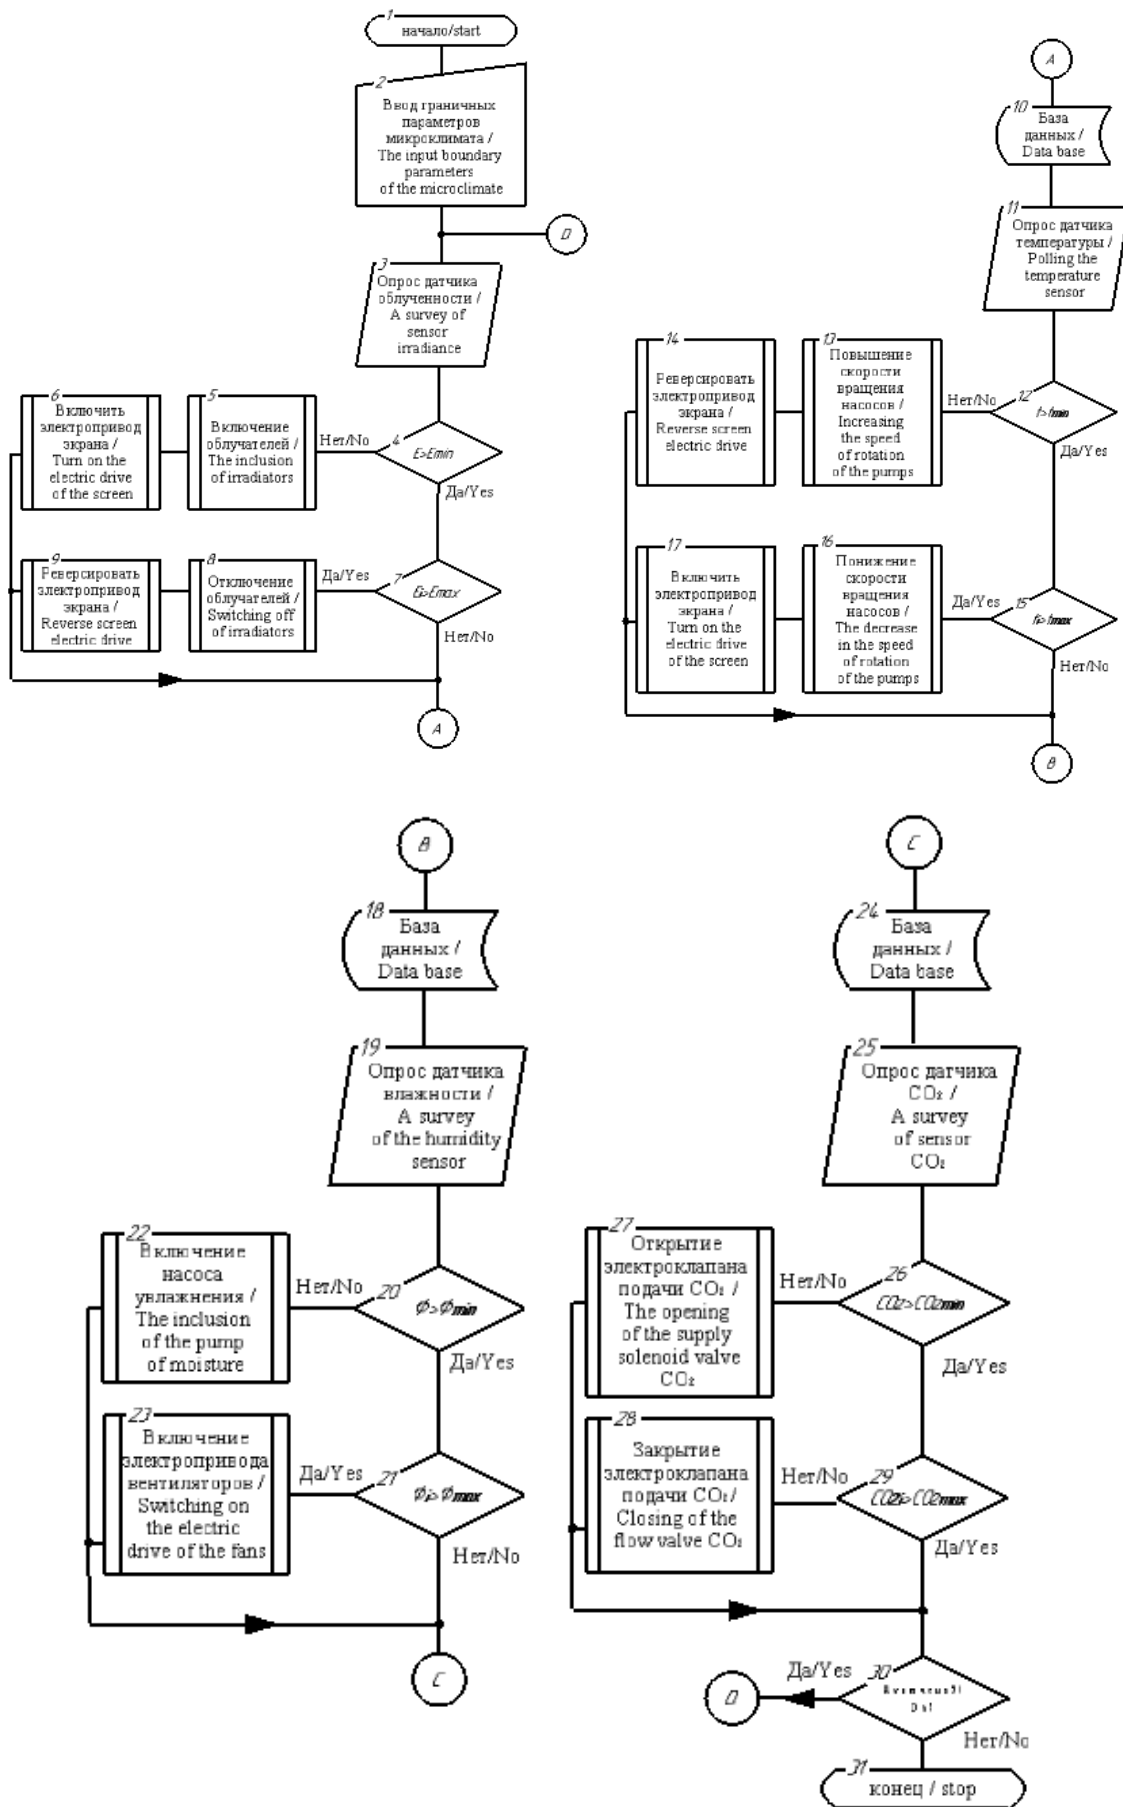 1
начало/start
2
Ввод граничных
параметров
микроклимата /
The input boundary
parameters
of the microclimate
D
3
Опрос датчика
облученности /
A survey of
sensor
irradiance
4
E>Emin
Нет/No
Да/Yes
5
Включение
облучателей /
The inclusion
of irradiators
6
Включить
электропривод
экрана /
Turn on the
electric drive
of the screen
7
Ei>Emax
Да/Yes
Нет/No
8
Отключение
облучателей /
Switching off
of irradiators
9
Реверсировать
электропривод
экрана /
Reverse screen
electric drive
A
A
10
База
данных /
Data base
11
Опрос датчика
температуры /
Polling the
temperature
sensor
12
t>tmin
Нет/No
Да/Yes
13
Повышение
скорости
вращения
насосов /
Increasing
the speed
of rotation
of the pumps
14
Реверсировать
электропривод
экрана /
Reverse screen
electric drive
15
ti>tmax
Да/Yes
Нет/No
16
Понижение
скорости
вращения
насосов /
The decrease
in the speed
of rotation
of the pumps
17
Включить
электропривод
экрана /
Turn on the
electric drive
of the screen
B
B
18
База
данных /
Data base
19
Опрос датчика
влажности /
A survey
of the humidity
sensor
20
Φ>Φmin
Нет/No
Да/Yes
22
Включение
насоса
увлажнения /
The inclusion
of the pump
of moisture
21
Φi>Φmax
Да/Yes
Нет/No
23
Включение
электропривода
вентиляторов /
Switching on
the electric
drive of the fans
C
C
24
База
данных /
Data base
25
Опрос датчика
CO₂ /
A survey
of sensor
CO₂
26
CO2>CO2min
Нет/No
Да/Yes
27
Открытие
электроклапана
подачи CO₂ /
The opening
of the supply
solenoid valve
CO₂
29
CO2i>CO2max
Нет/No
Да/Yes
28
Закрытие
электроклапана
подачи CO₂ /
Closing of the
flow valve CO₂
30
Да/Yes
Нет/No
D
31
конец / stop